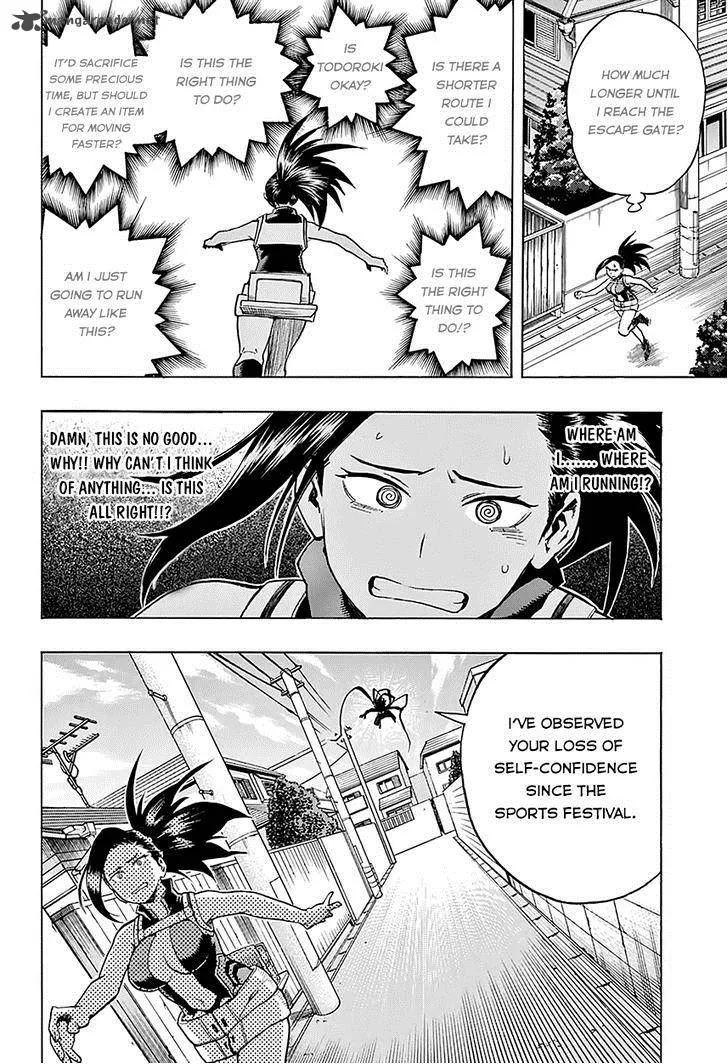 HOW MUCH
LONGER UNTIL
I REACH THE
ESCAPE GATE?
IS THERE A
SHORTER
ROUTE I
COULD
TAKE?
IS
TODOROKI
OKAY?
IS THIS THE
RIGHT THING
TO DO?
IT'D SACRIFICE
SOME PRECIOUS
TIME, BUT SHOULD
I CREATE AN ITEM
FOR MOVING
FASTER?
IS THIS
THE RIGHT
THING TO
DO!?
AM I JUST
GOING TO RUN
AWAY LIKE
THIS?
WHERE AM
I....... WHERE
AM I RUNNING!?
DAMN, THIS IS NO GOOD...
WHY!! WHY CAN'T I THINK
OF ANYTHING... IS THIS
ALL RIGHT!!?
I'VE OBSERVED
YOUR LOSS OF
SELF-CONFIDENCE
SINCE THE
SPORTS FESTIVAL.